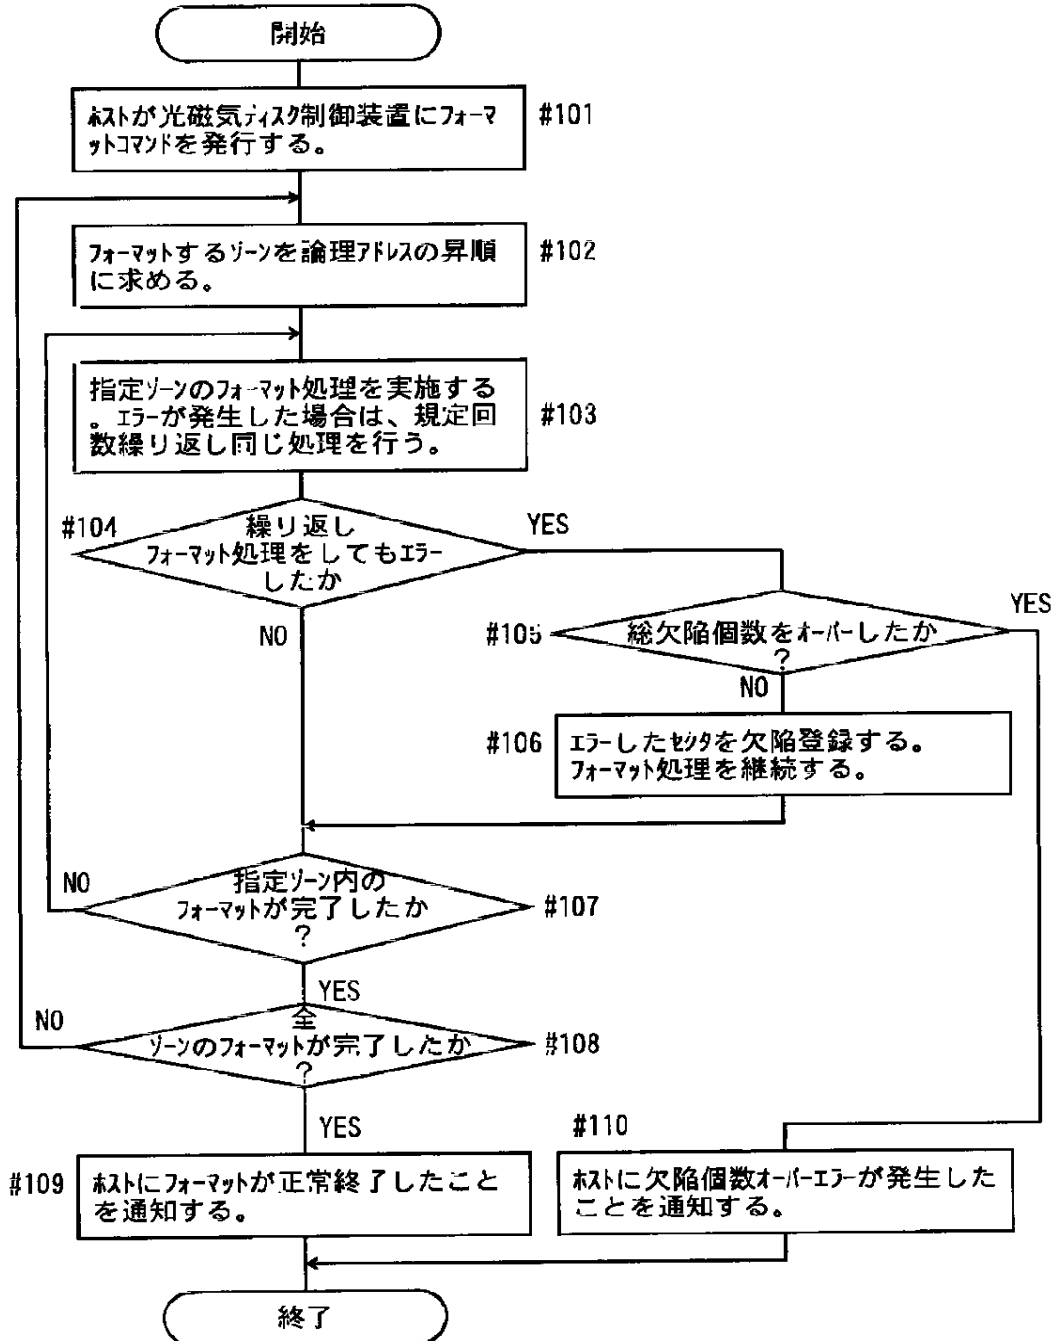 開始
ホストが光磁気ディスク制御装置にフォーマ
ットコマンドを発行する。
#101
フォーマットするゾーンを論理アドレスの昇順
に求める。
#102
指定ゾーンのフォーマット処理を実施する
。エラーが発生した場合は、規定回
数繰り返し同じ処理を行う。
#103
#104
繰り返し
フォーマット処理をしてもエラー
したか
YES
NO
#105
総欠陥個数をオーバーしたか
?
YES
NO
#106
エラーしたセクタを欠陥登録する。
フォーマット処理を継続する。
指定ゾーン内の
フォーマットが完了したか
?
NO
#107
YES
全
ゾーンのフォーマットが完了したか
?
NO
#108
YES
#110
#109
ホストにフォーマットが正常終了したこと
を通知する。
ホストに欠陥個数オーバーエラーが発生した
ことを通知する。
終了